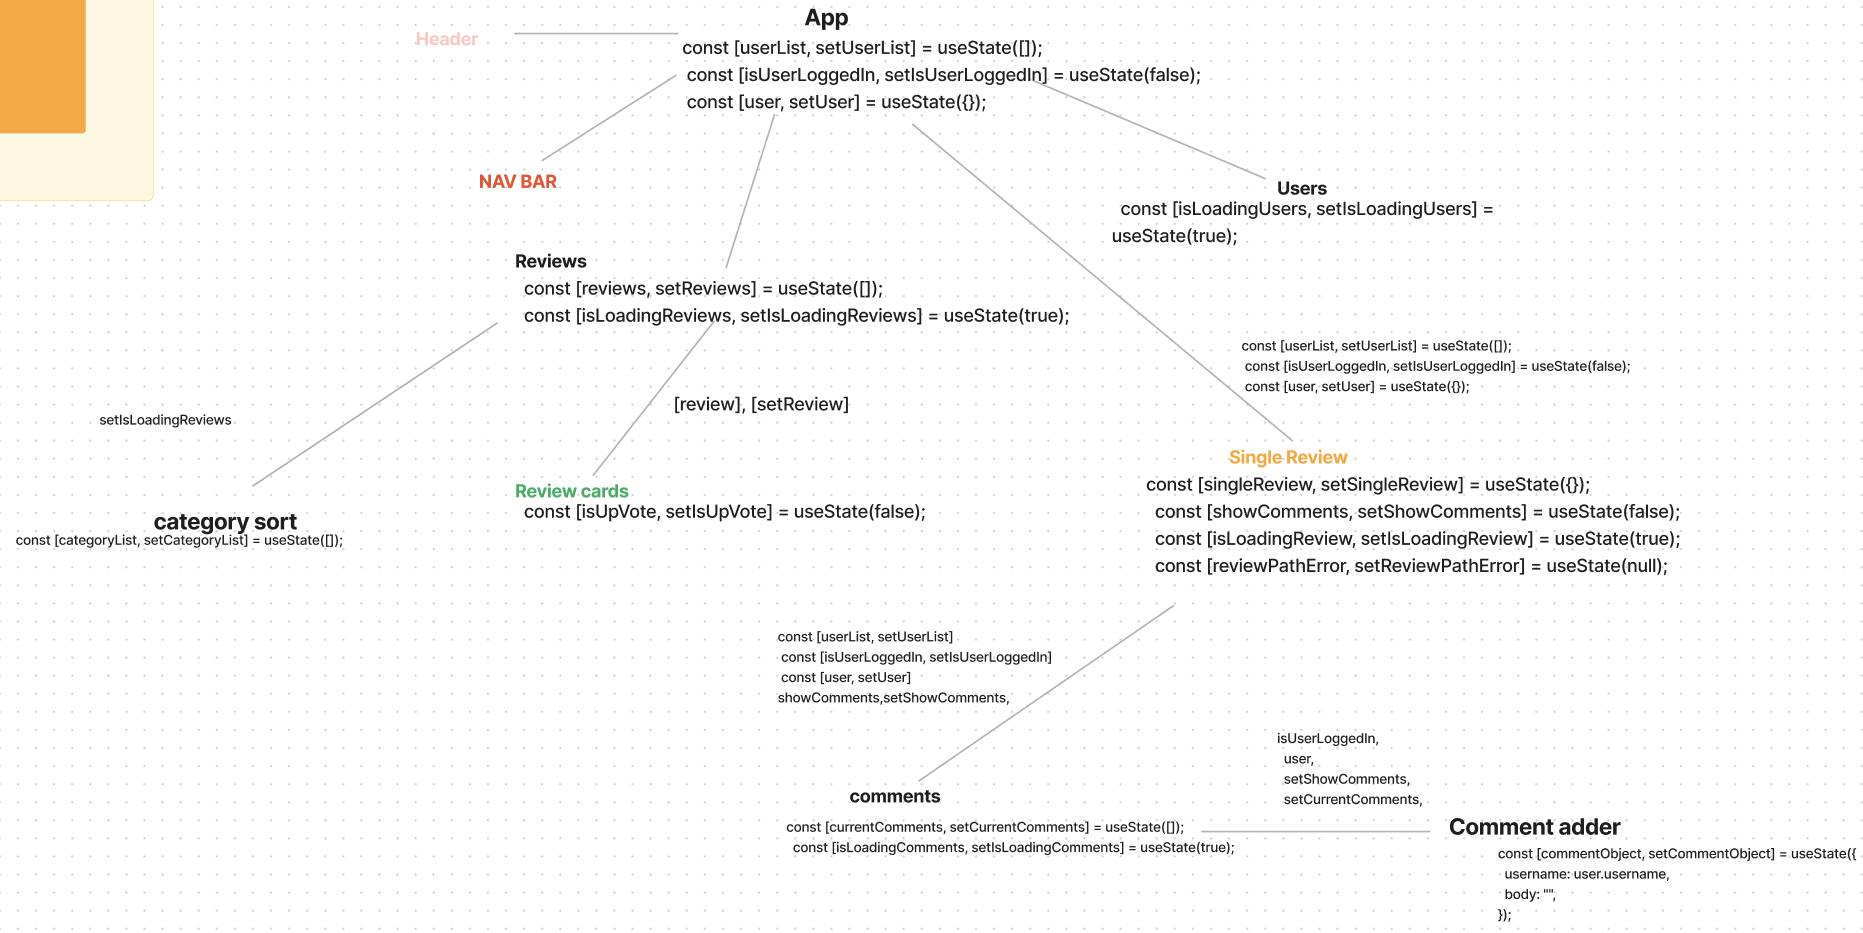 App
Header
const [userList, setUserList] = useState([]);
const [isUserLoggedIn, setIsUserLoggedIn] = useState(false);
const [user, setUser] = useState({});
NAV BAR
Users
const [isLoadingUsers, setIsLoadingUsers] =
useState(true);
Reviews
const [reviews, setReviews] = useState([]);
const [isLoadingReviews, setIsLoadingReviews] = useState(true);
const [userList, setUserList] = useState([]);
const [isUserLoggedIn, setIsUserLoggedIn] = useState(false);
const [user, setUser] = useState({});
[review], [setReview]
setIsLoadingReviews
Single Review
const [singleReview, setSingleReview] = useState({});
const [showComments, setShowComments] = useState(false);
const [isLoadingReview, setIsLoadingReview] = useState(true);
const [reviewPathError, setReviewPathError] = useState(null);
Review cards
const [isUpVote, setIsUpVote] = useState(false);
category sort
const [categoryList, setCategoryList] = useState([]);
const [userList, setUserList]
const [isUserLoggedIn, setIsUserLoggedIn]
const [user, setUser]
showComments,setShowComments,
isUserLoggedIn,
user,
setShowComments,
setCurrentComments,
comments
const [currentComments, setCurrentComments] = useState([]);
const [isLoadingComments, setIsLoadingComments] = useState(true);
Comment adder
const [commentObject, setCommentObject] = useState({
username: user.username,
body: "",
});